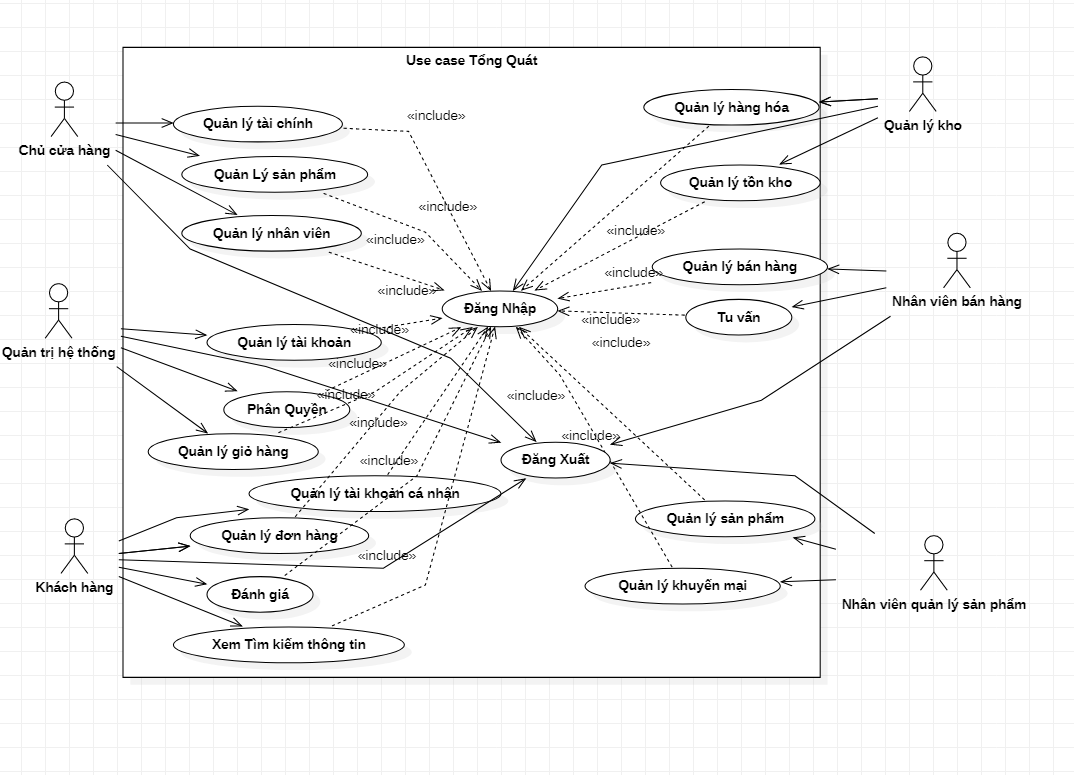 Use case Tổng Quát
Chủ cửa hàng
Quản lý tài chính
Quản Lý sản phẩm
Quản lý nhân viên
«include»
«include»
«include»
«include»
Quản lý hàng hóa
Quản lý kho
Quản lý tồn kho
«include»
«include»
Quản lý bán hàng
Nhân viên bán hàng
Đăng Nhập
Tu vấn
«include»
«include»
Quản trị hệ thống
Quản lý tài khoản
«include»
«include»
«include»
Phân Quyền
«include»
Quản lý giỏ hàng
«include»
«include»
«include»
Đăng Xuất
Quản lý tài khoản cá nhận
Quản lý đơn hàng
«include»
Khách hàng
Đánh giá
Xem Tìm kiếm thông tin
Quản lý sản phẩm
Quản lý khuyến mại
Nhân viên quản lý sản phẩm